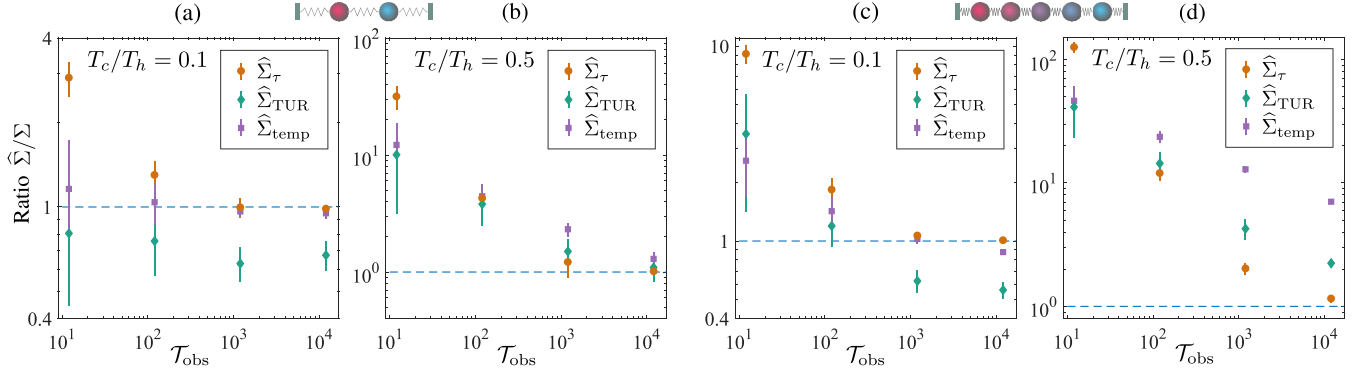 (a)
(b)
(c)
(d)
Ratio Σ̂/Σ
4
1
0.4
T_c/T_h = 0.1
Σ̂_τ
Σ̂_TUR
Σ̂_temp
10^1
10^2
10^3
10^4
𝒯_obs
10^2
10^1
10^0
T_c/T_h = 0.5
Σ̂_τ
Σ̂_TUR
Σ̂_temp
10^1
10^2
10^3
10^4
𝒯_obs
10
1
0.4
T_c/T_h = 0.1
Σ̂_τ
Σ̂_TUR
Σ̂_temp
10^1
10^2
10^3
10^4
𝒯_obs
10^2
10^1
10^0
T_c/T_h = 0.5
Σ̂_τ
Σ̂_TUR
Σ̂_temp
10^1
10^2
10^3
10^4
𝒯_obs